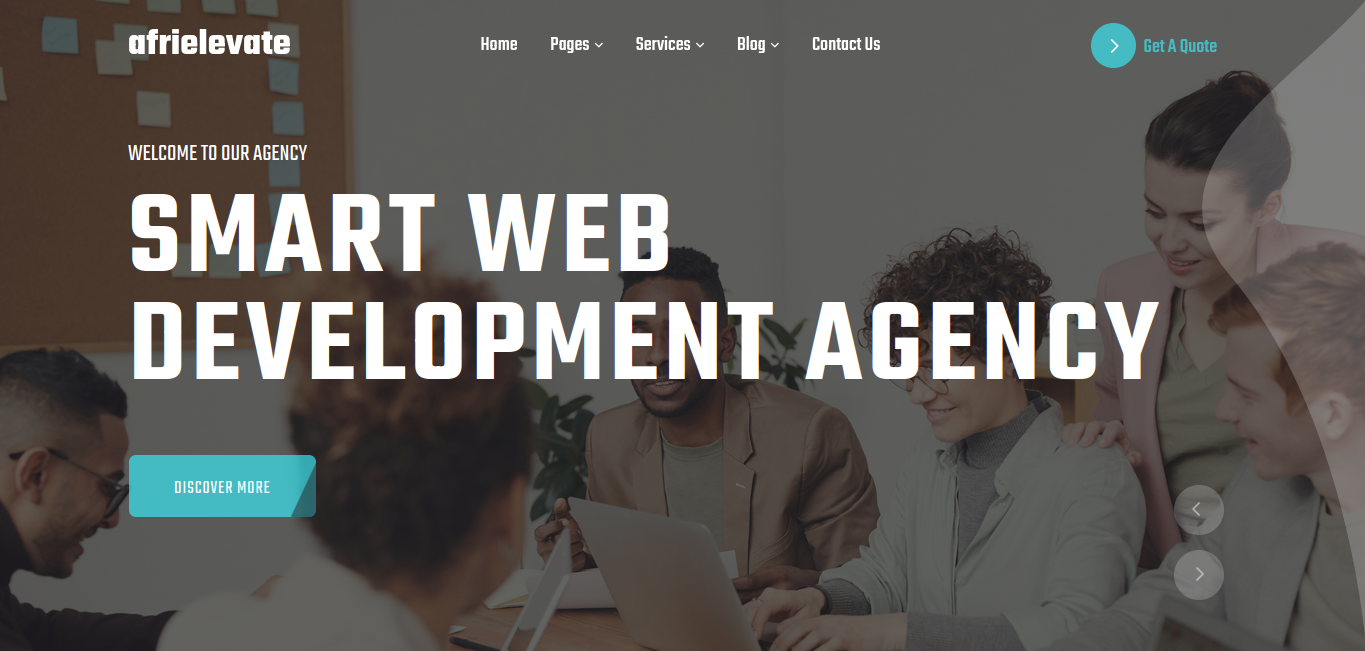 afrielevate
Home Pages Services Blog Contact Us
Get A Quote
WELCOME TO OUR AGENCY
SMART WEB
DEVELOPMENT AGENCY
DISCOVER MORE